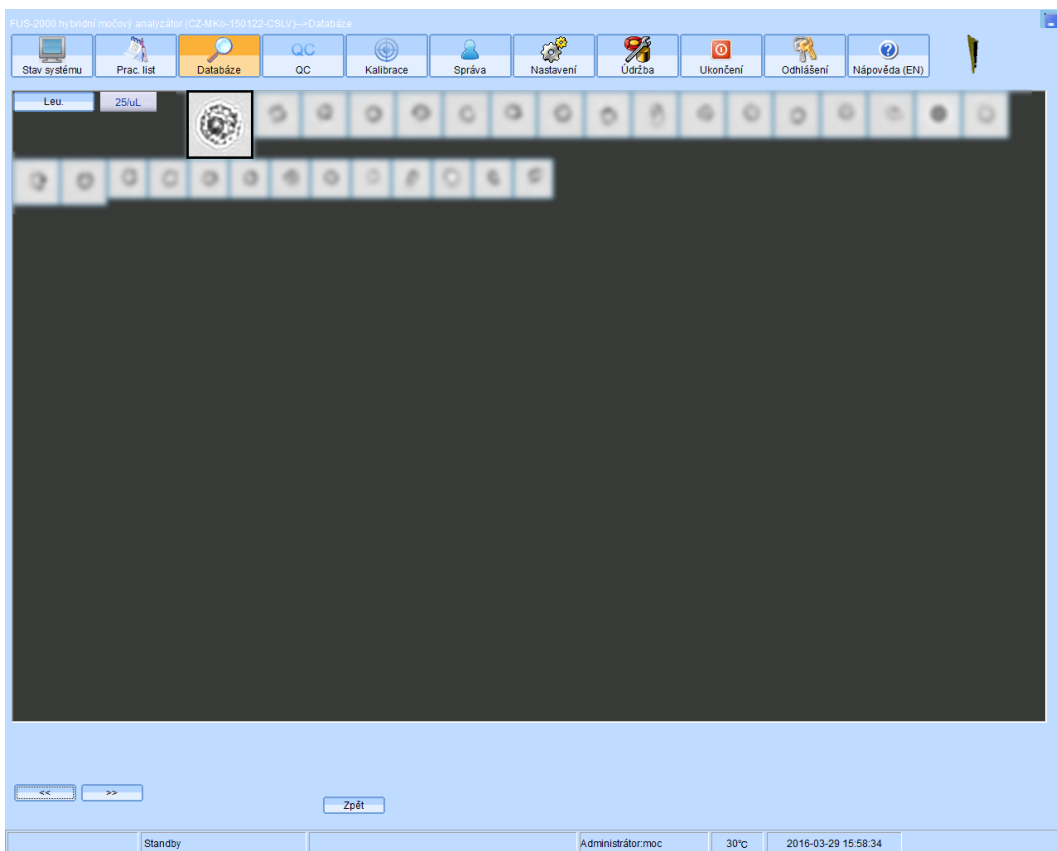 FUS-2000 hybridní močový analyzátor (CZ-MKo-150122-CSLV)-->Databáze
QC
Stav systému Prac. list Databáze QC Kalibrace Správa Nastavení Údržba Ukončení Odhlášení Nápověda (EN)
Leu. 25/uL
<< >>
Zpět
Standby Administrátor:moc 30°C 2016-03-29 15:58:34